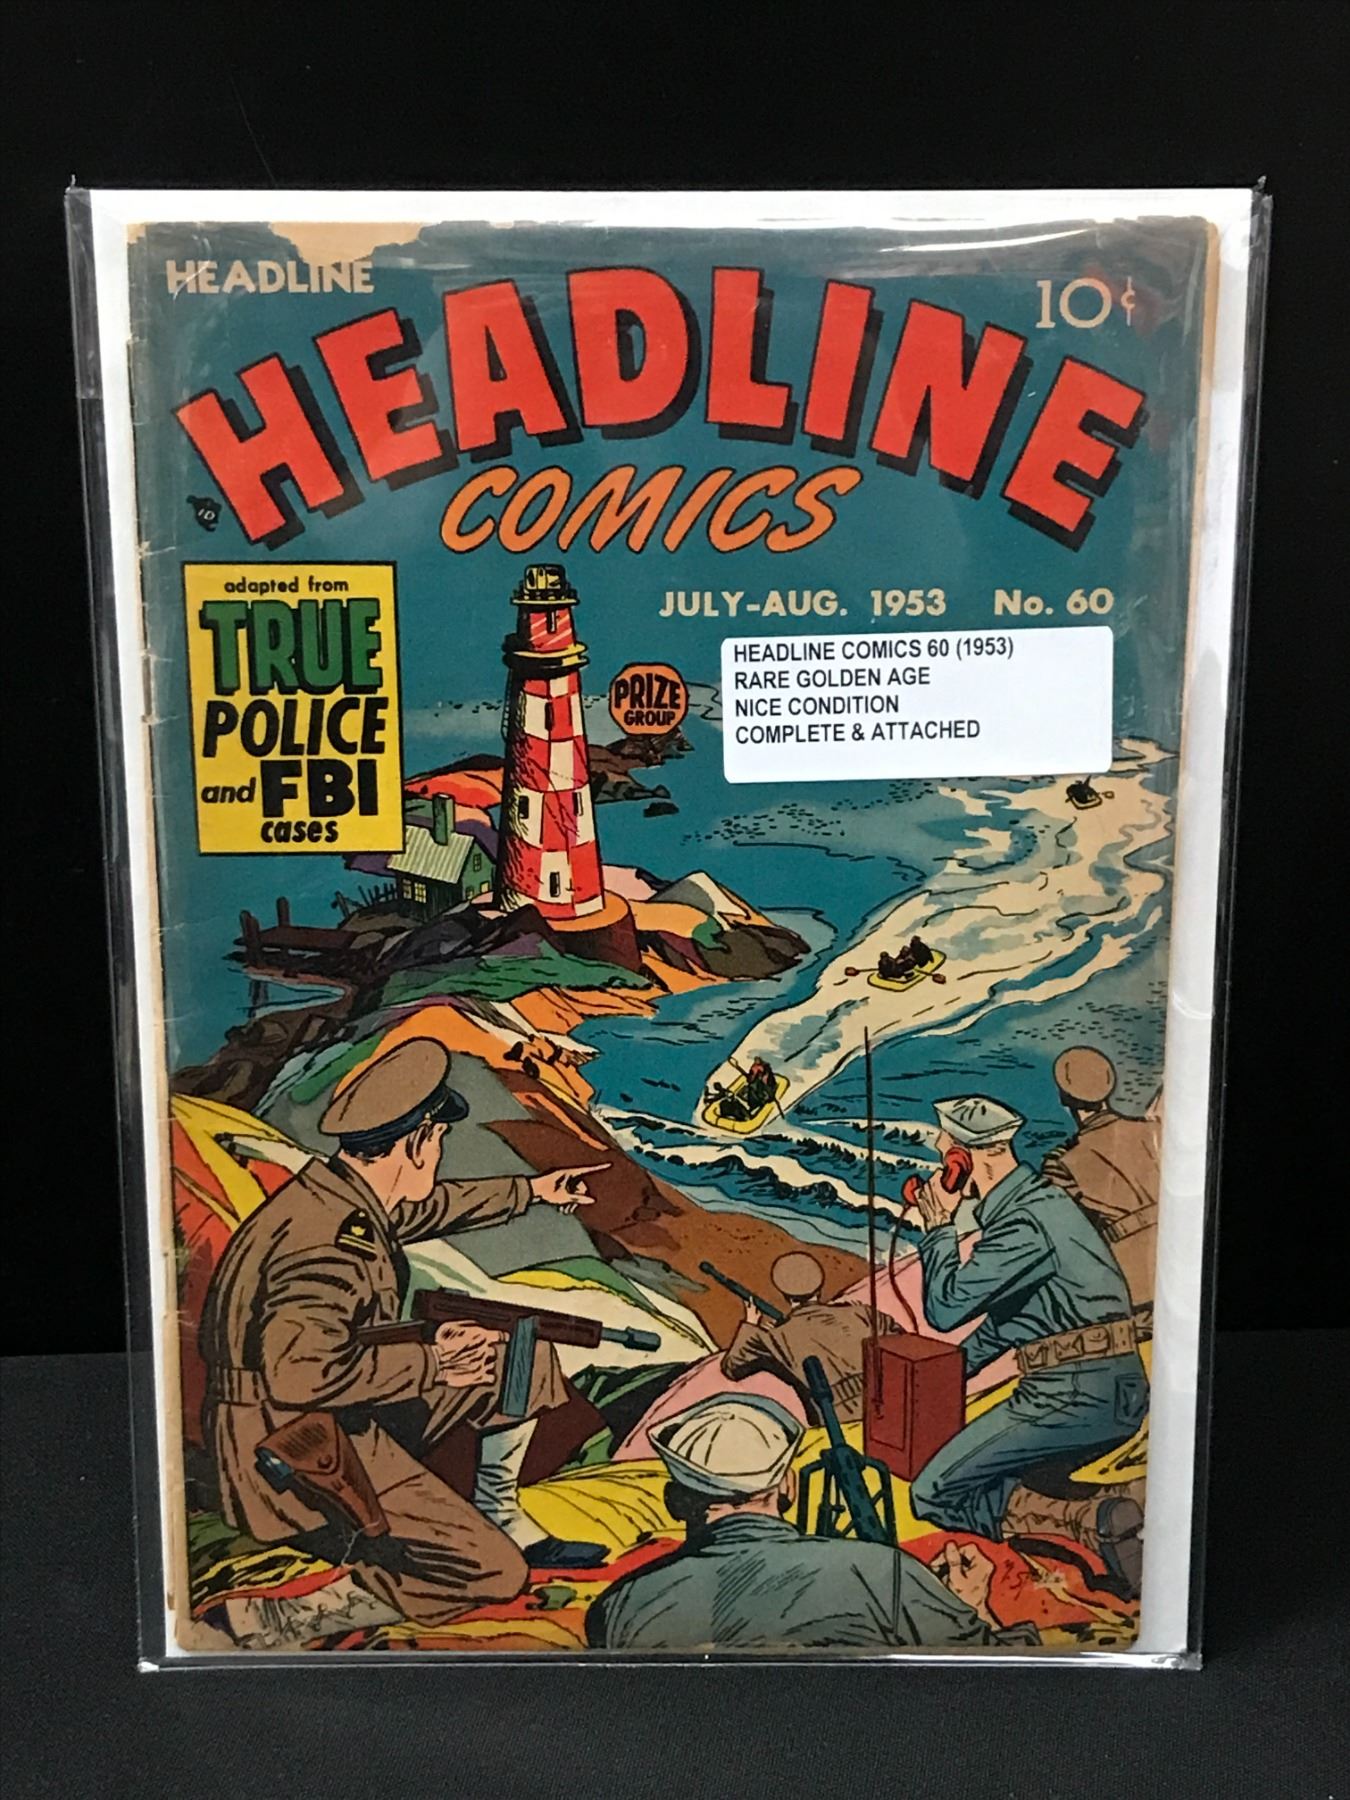 HEADLINE
10¢
HEADLINE
COMICS
ID
adapted from
TRUE
POLICE
and FBI
cases
JULY-AUG. 1953 No. 60
PRIZE
GROUP
HEADLINE COMICS 60 (1953)
RARE GOLDEN AGE
NICE CONDITION
COMPLETE & ATTACHED